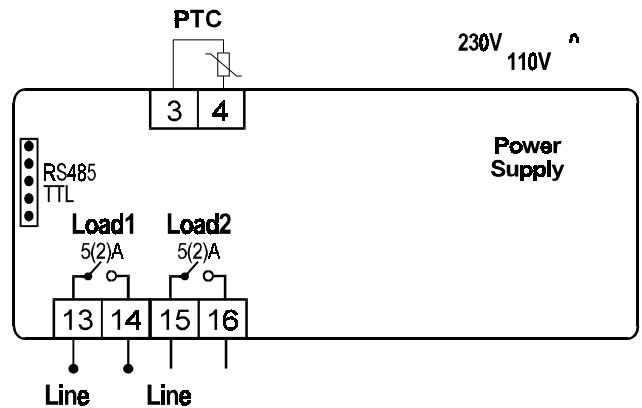 PTC
230V
110V
3 4
Power
Supply
RS485
TTL
Load1 Load2
5(2)A 5(2)A
13 14 15 16
Line Line